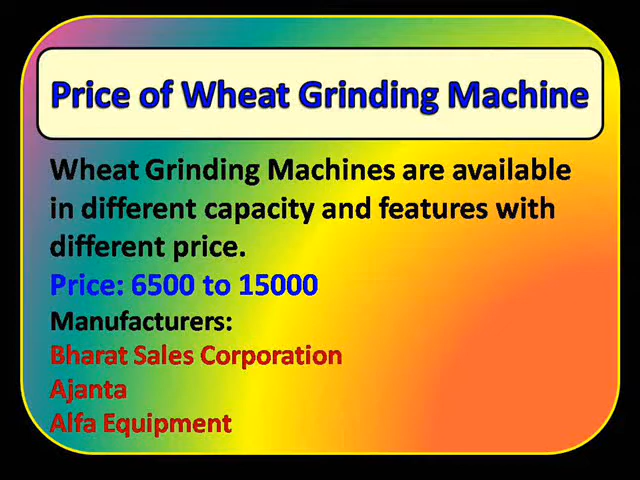 Price of Wheat Grinding Machine
Wheat Grinding Machines are available
in different capacity and features with
different price.
Price: 6500 to 15000
Manufacturers:
Bharat Sales Corporation
Ajanta
Alfa Equipment